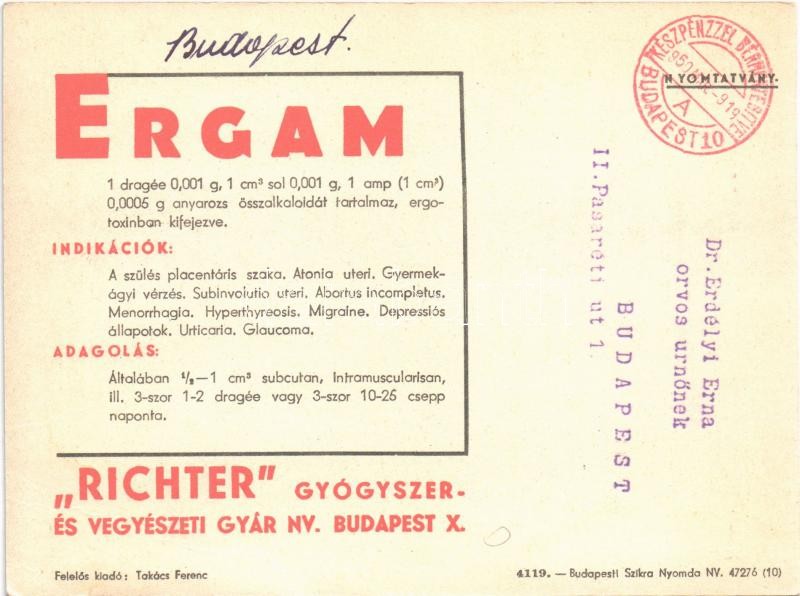 Budapest.
ERGAM
1 dragée 0,001 g, 1 cm³ sol 0,001 g, 1 amp (1 cm³)
0,0005 g anyarozs összalkaloidát tartalmaz, ergo-
toxinban kifejezve.
INDIKÁCIÓK:
A szülés placentáris szaka. Atonia uteri. Gyermek-
ágyi vérzés. Subinvolutio uteri. Abortus incompletus.
Menorrhagia. Hyperthyreosis. Migraine. Depressiós
állapotok. Urticaria. Glaucoma.
ADAGOLÁS:
Általában ½—1 cm³ subcutan, intramuscularisan,
ill. 3-szor 1-2 dragée vagy 3-szor 10-25 csepp
naponta.
„RICHTER" GYÓGYSZER-
ÉS VEGYÉSZETI GYÁR NV. BUDAPEST X.
Felelős kiadó: Takács Ferenc
KÉSZPÉNZZEL BÉRMENTESÍTVE
A
BUDAPEST 10
NYOMTATVÁNY.
Dr.Erdélyi Erna
orvos urnőnek
BUDAPEST
II.Pasaréti ut 1.
4119. — Budapesti Szikra Nyomda NV. 47276 (10)